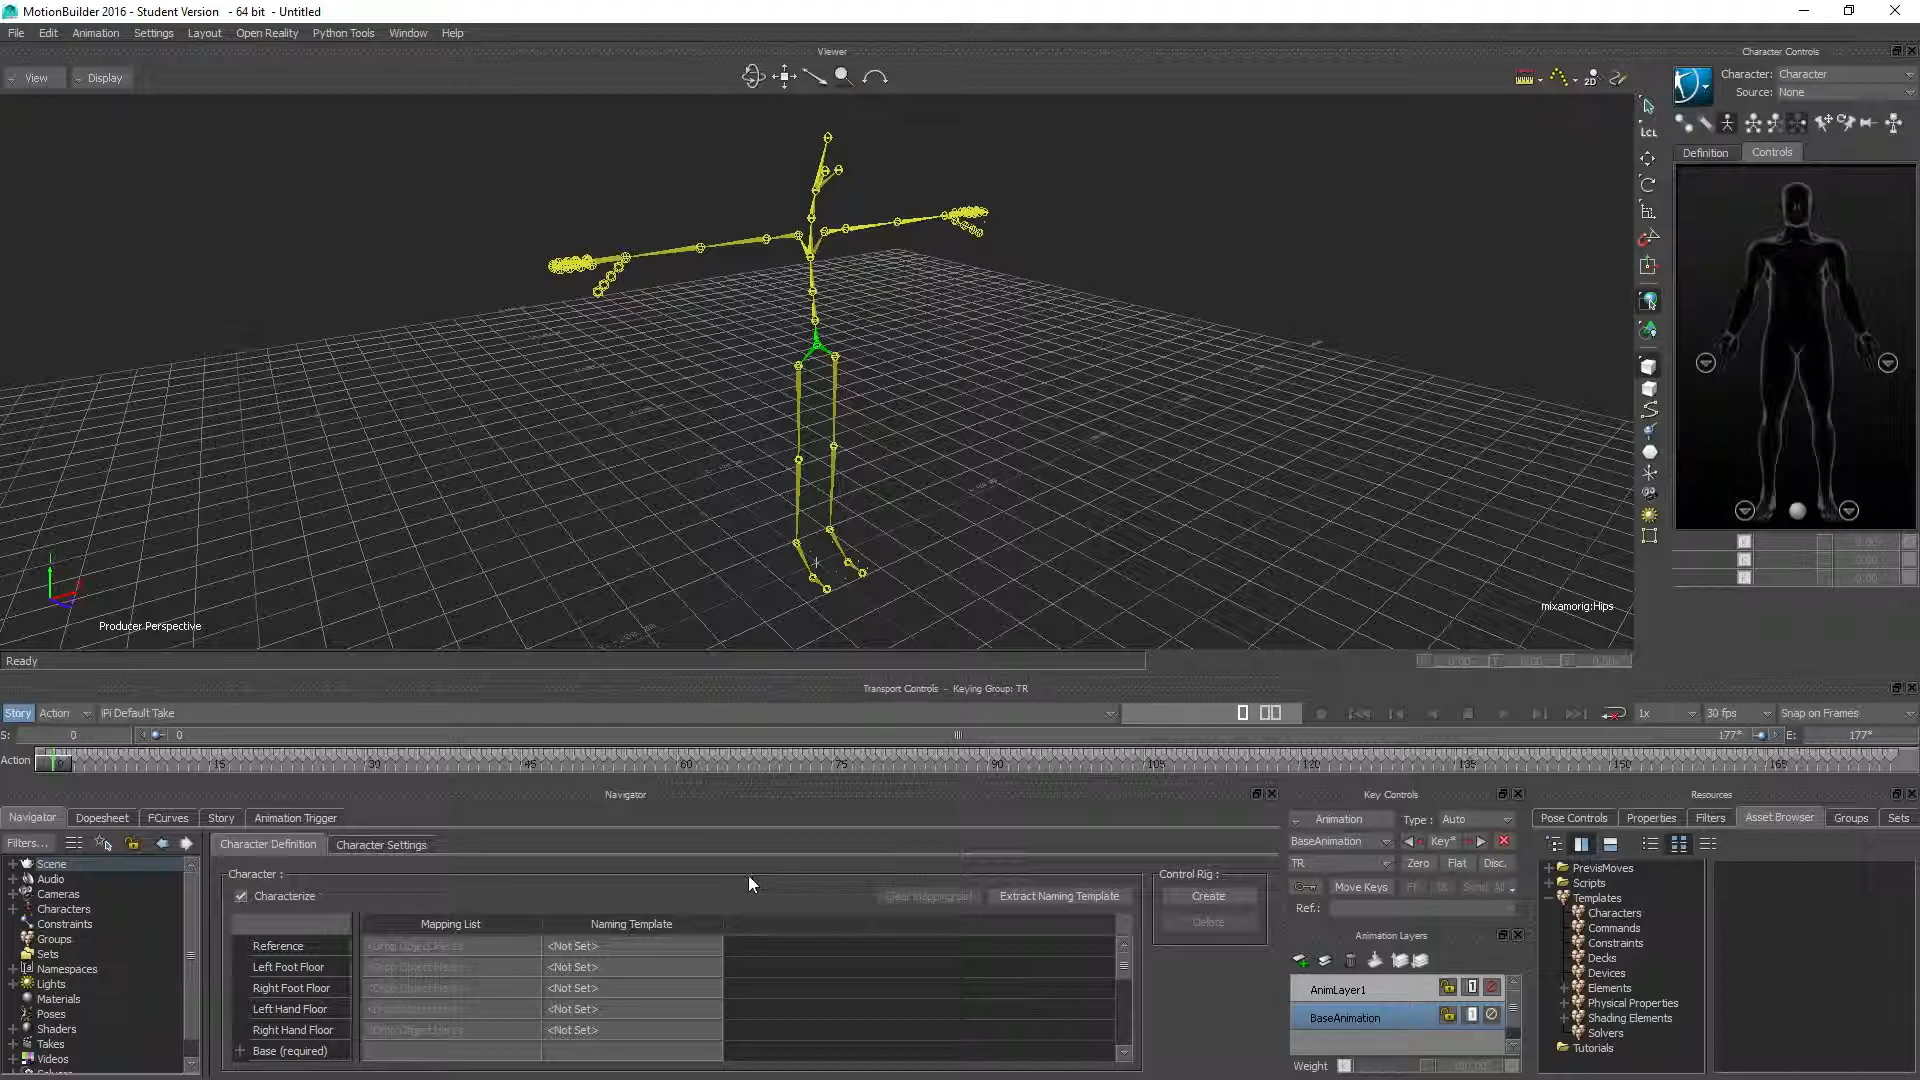 MotionBuilder 2016 - Student Version - 64 bit - Untitled
File Edit Animation Settings Layout Open Reality Python Tools Window Help
Viewer
Character Controls
View Display
2D
Character: Character
Source: None
LCL
Definition Controls
mixamorig:Hips
Producer Perspective
Ready
Transport Controls - Keying Group: TR
Story Action iPi Default Take
1x 30 fps Snap on Frames
S: 0 0 177* E: 177*
Action 0 15 30 45 60 75 90 105 120 135 150 165
Navigator
Key Controls
Resources
Navigator Dopesheet FCurves Story Animation Trigger
Animation Type : Auto
Pose Controls Properties Filters Asset Browser Groups Sets
Filters...
Character Definition Character Settings
BaseAnimation Key*
TR Zero Flat Disc.
Move Keys
Ref.:
Character :
Characterize
Clear Mapping List Extract Naming Template
Control Rig :
Create
Delete
Mapping List Naming Template
Reference <Not Set>
Left Foot Floor <Not Set>
Right Foot Floor <Not Set>
Left Hand Floor <Not Set>
Right Hand Floor <Not Set>
Base (required)
Scene
Audio
Cameras
Characters
Constraints
Groups
Sets
Namespaces
Lights
Materials
Poses
Shaders
Takes
Videos
Animation Layers
AnimLayer1
BaseAnimation
Weight
PrevisMoves
Scripts
Templates
Characters
Commands
Constraints
Decks
Devices
Elements
Physical Properties
Shading Elements
Solvers
Tutorials